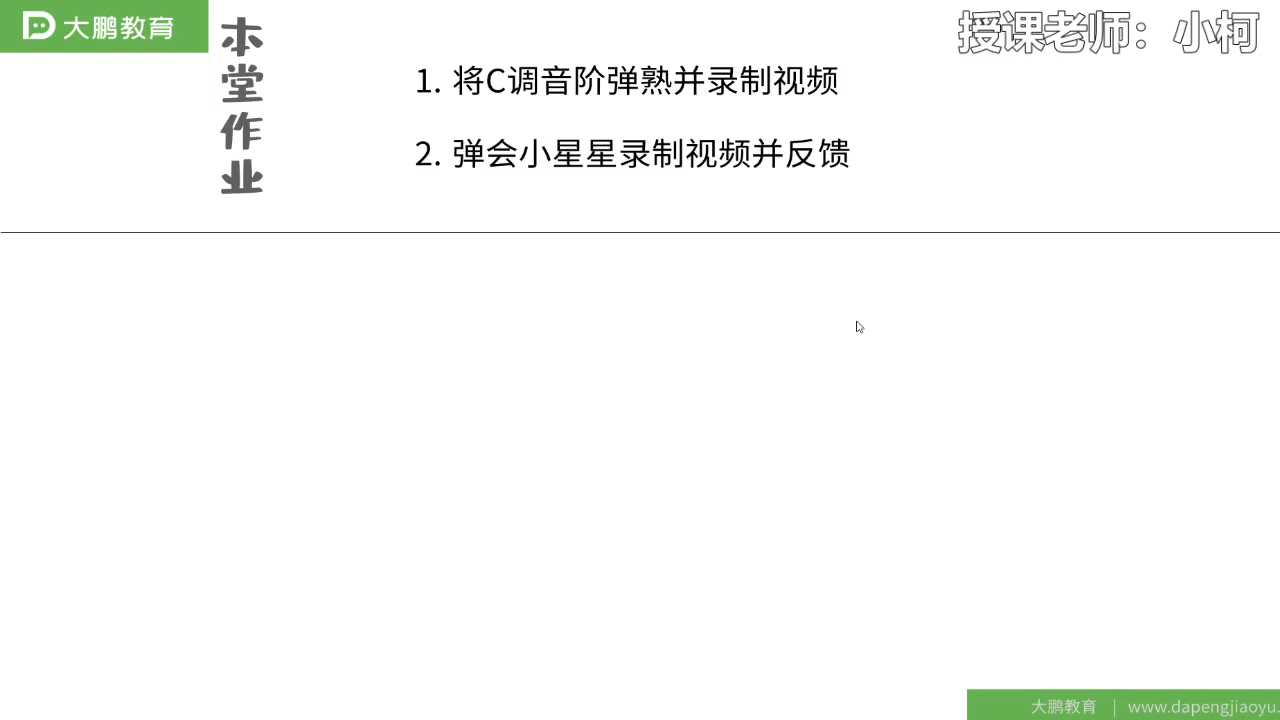 大鹏教育
授课老师：小柯
本堂作业
1. 将C调音阶弹熟并录制视频
2. 弹会小星星录制视频并反馈
大鹏教育 | www.dapengjiaoyu.